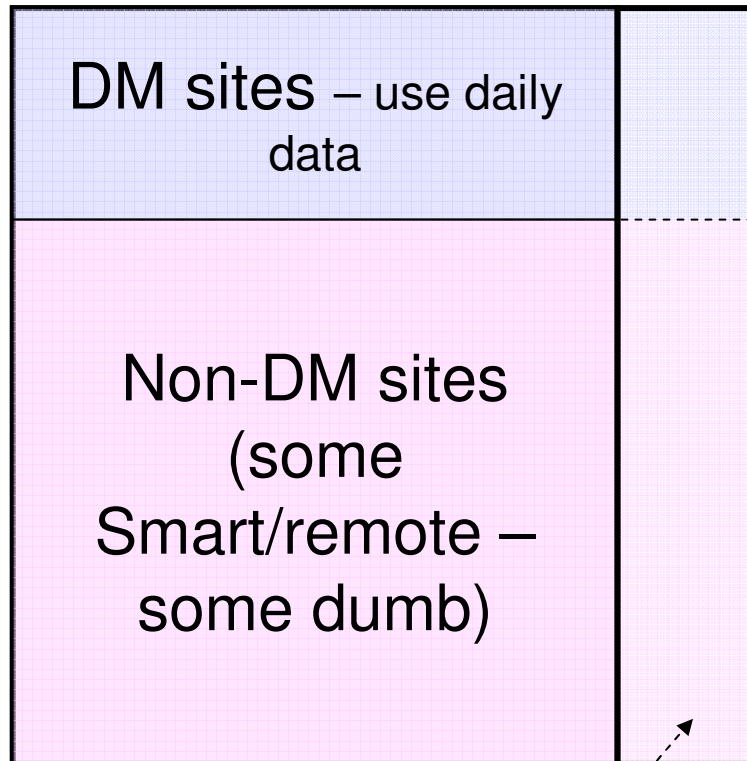 DM sites – use daily
data
Non-DM sites
(some
Smart/remote –
some dumb)